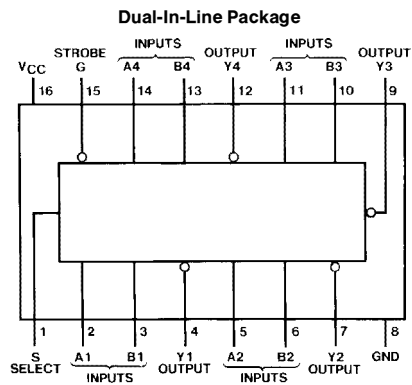 Dual-In-Line Package
STROBE INPUTS OUTPUT INPUTS OUTPUT
VCC G A4 B4 Y4 A3 B3 Y3
16 15 14 13 12 11 10 9
1 2 3 4 5 6 7 8
S A1 B1 Y1 A2 B2 Y2 GND
SELECT INPUTS OUTPUT INPUTS OUTPUT